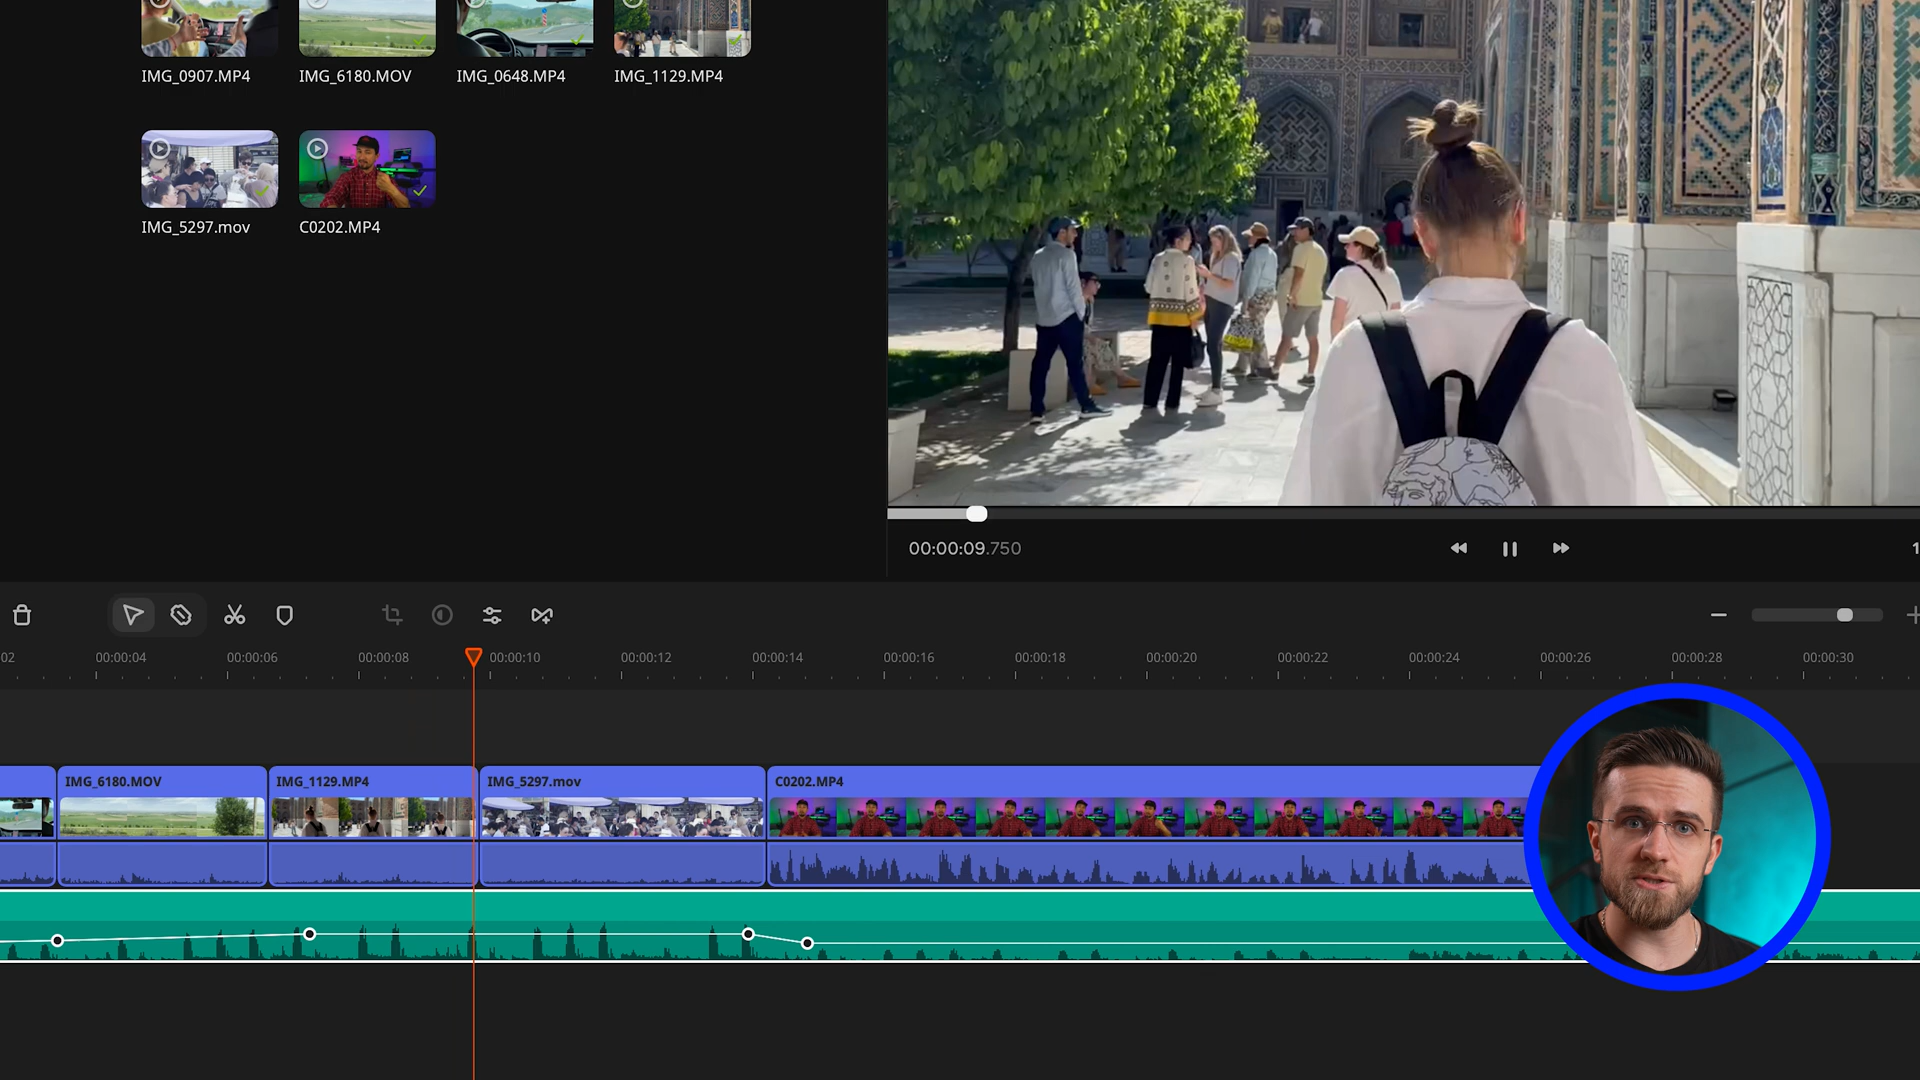 IMG_0907.MP4 IMG_6180.MOV IMG_0648.MP4 IMG_1129.MP4
IMG_5297.mov C0202.MP4
00:00:09.750
1
02 00:00:04 00:00:06 00:00:08 00:00:10 00:00:12 00:00:14 00:00:16 00:00:18 00:00:20 00:00:22 00:00:24 00:00:26 00:00:28 00:00:30
IMG_6180.MOV IMG_1129.MP4 IMG_5297.mov C0202.MP4